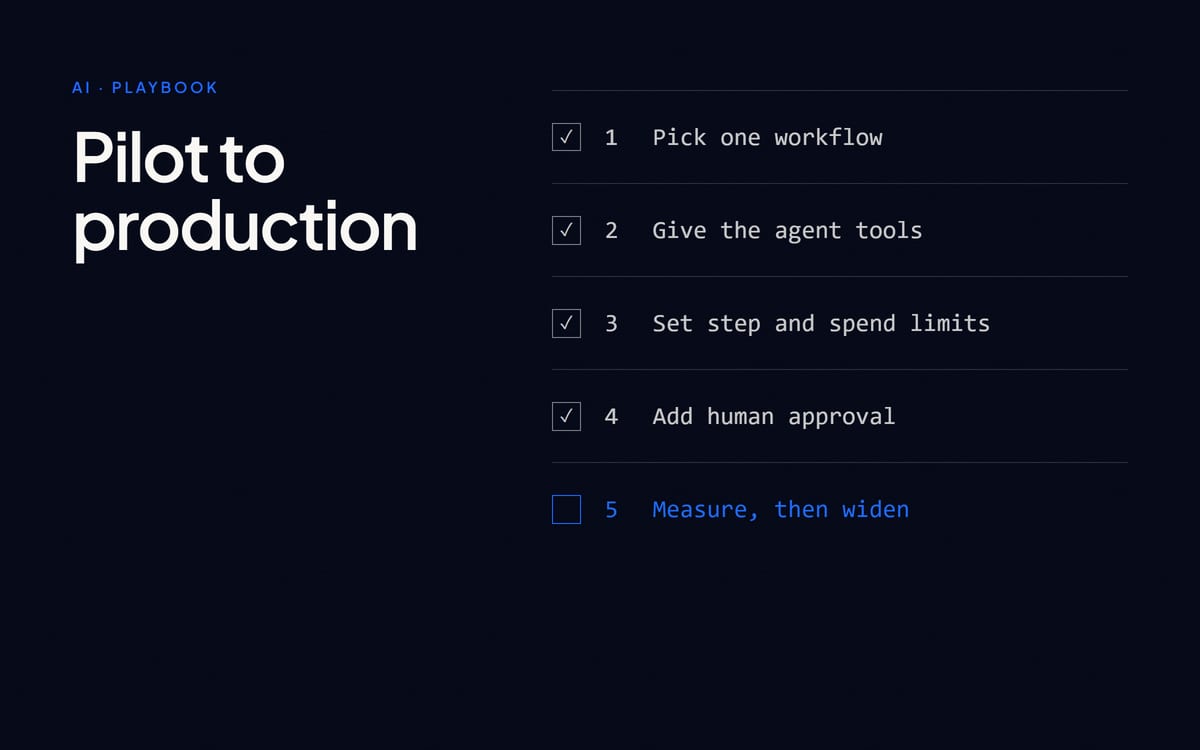 AI · PLAYBOOK
Pilot to
production
✓ 1 Pick one workflow
✓ 2 Give the agent tools
✓ 3 Set step and spend limits
✓ 4 Add human approval
5 Measure, then widen